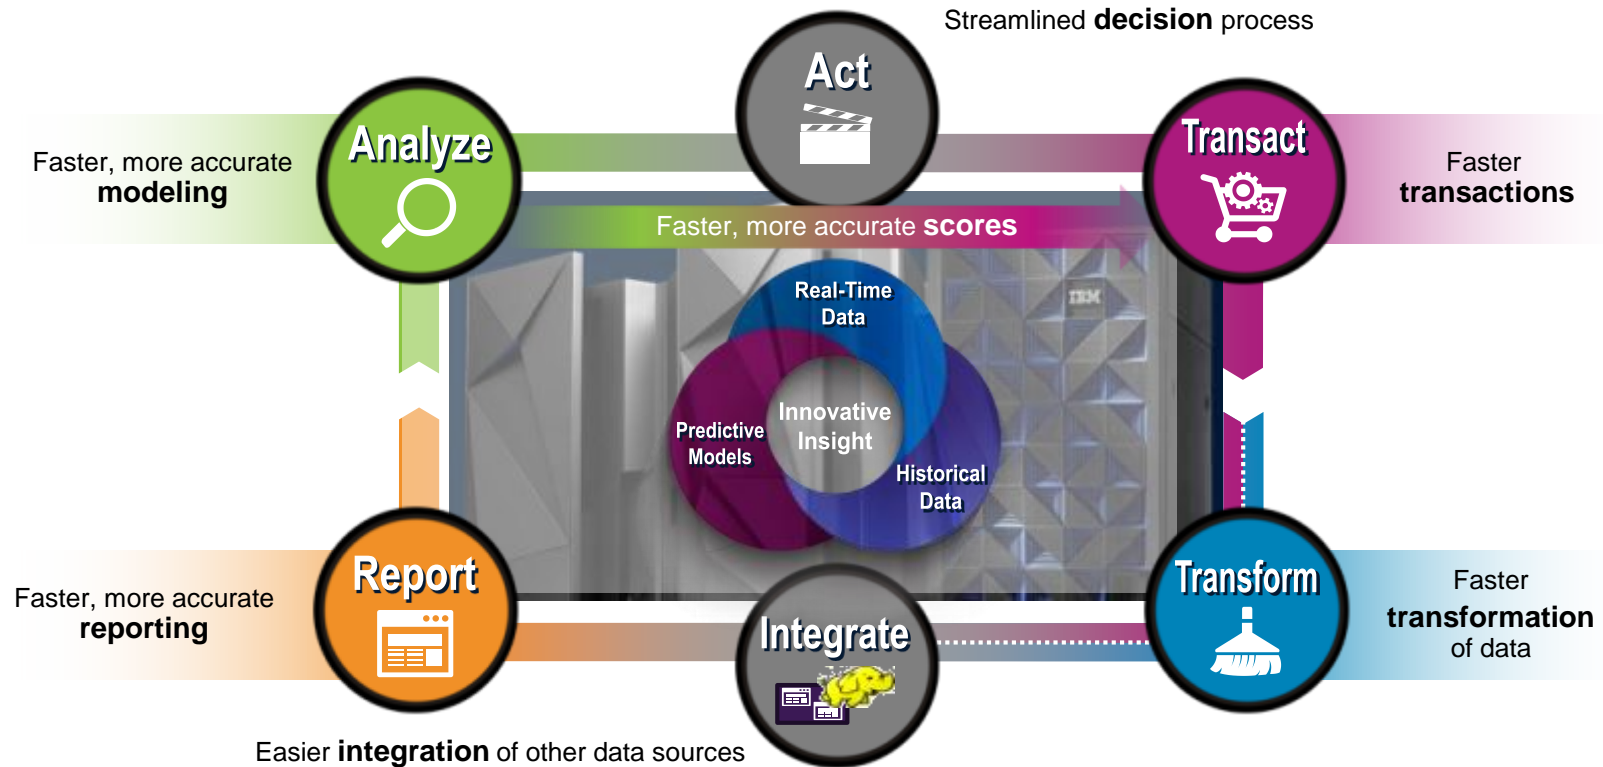 Streamlined decision process
Act
Analyze
Transact
Faster, more accurate
modeling
Faster
transactions
Faster, more accurate scores
IBM
Real-Time
Data
Innovative
Insight
Predictive
Models
Historical
Data
Report
Transform
Faster, more accurate
reporting
Faster
transformation
of data
Integrate
Easier integration of other data sources